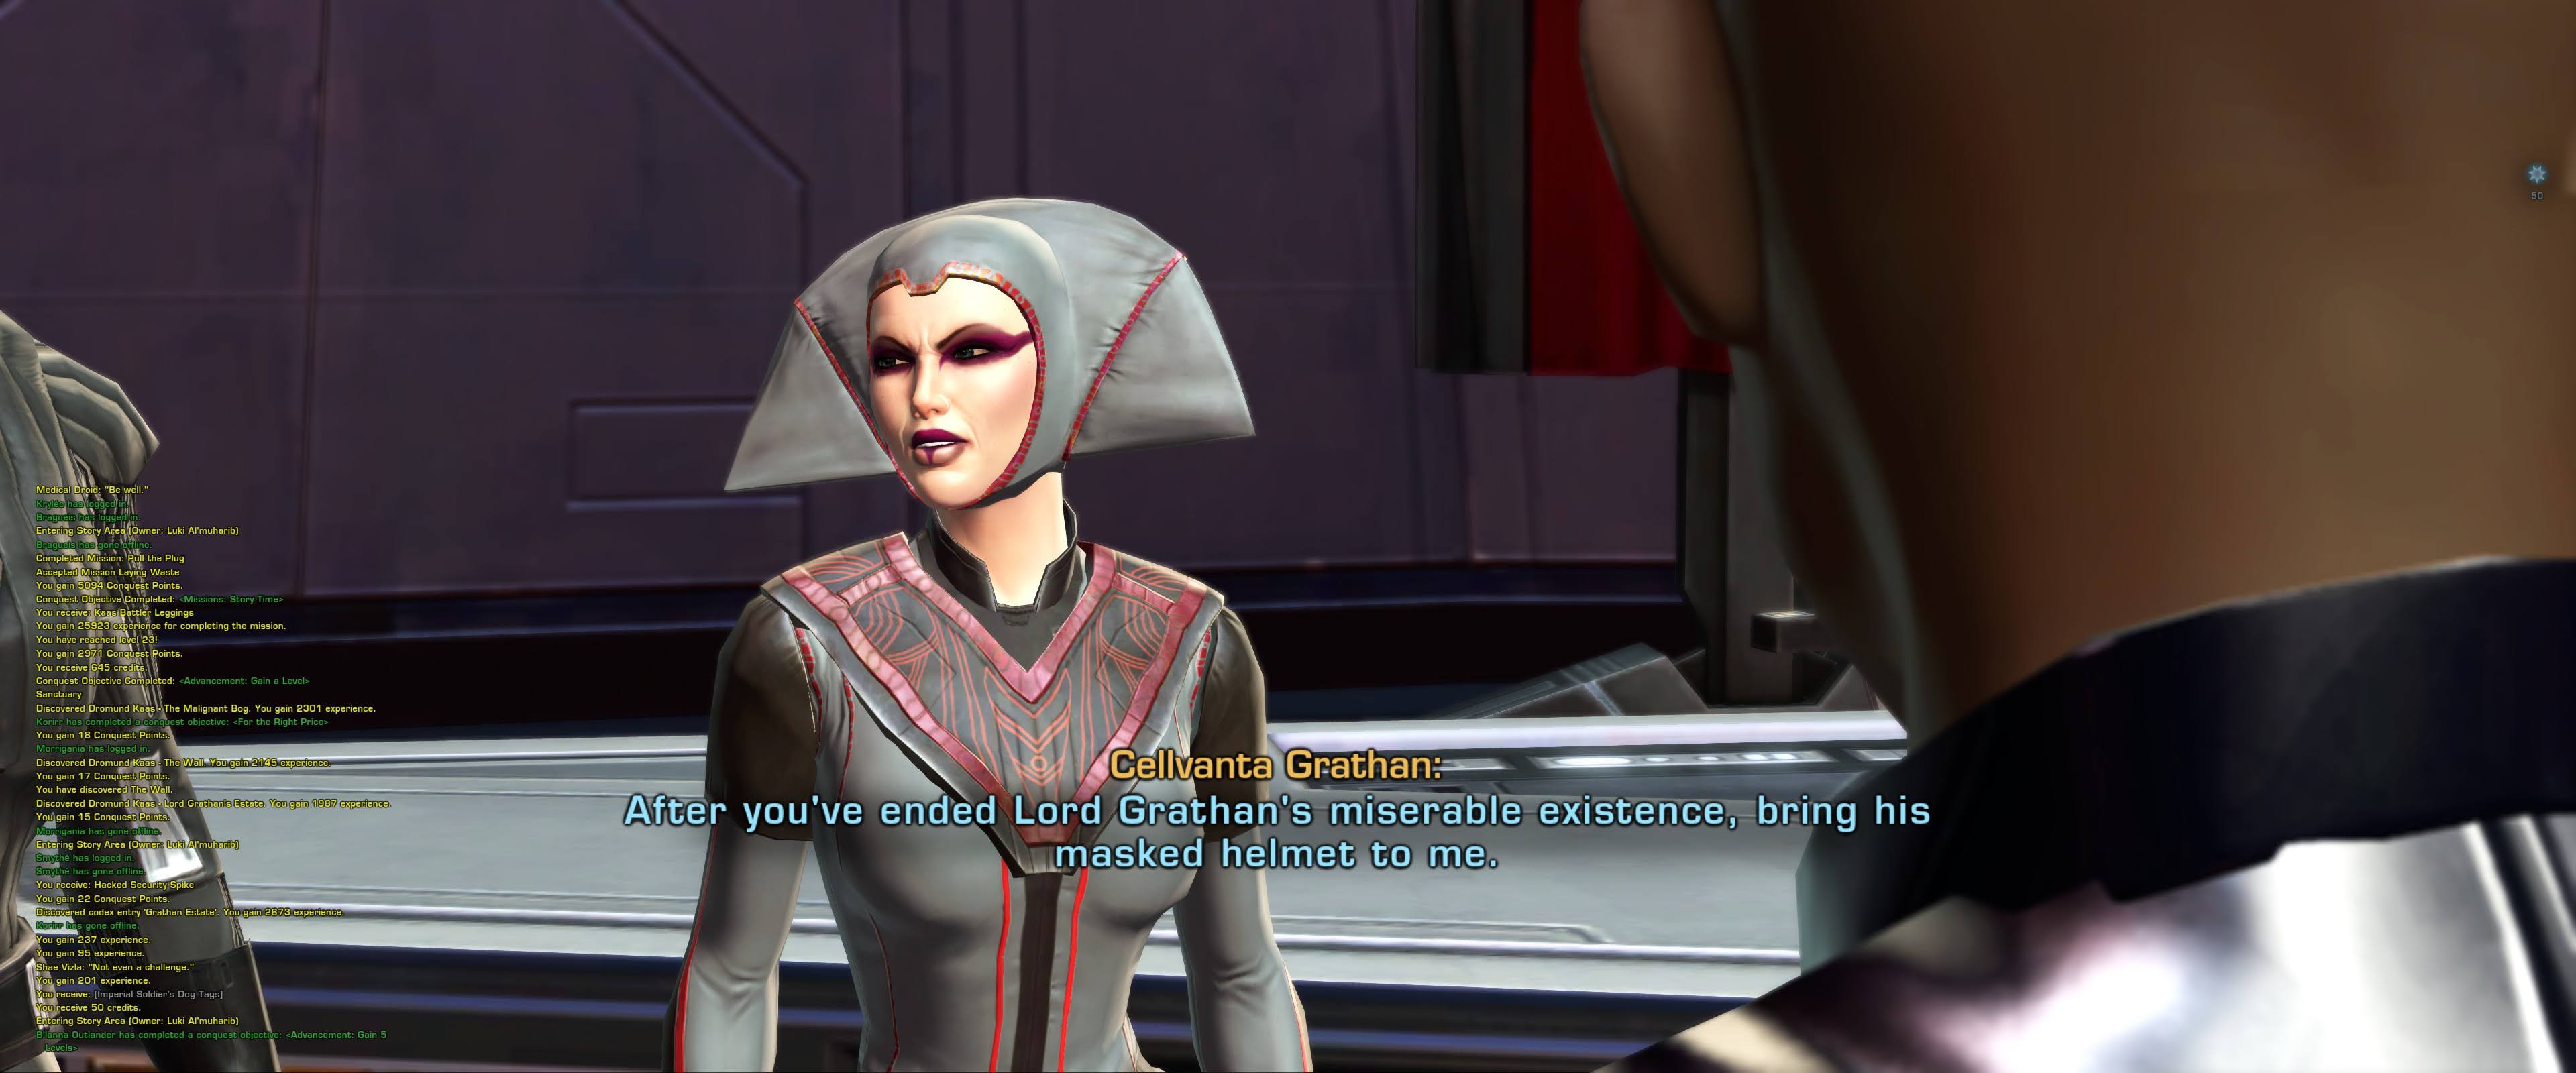 50
Medical Droid: "Be well."
Krylés has logged in.
Bragueis has logged in.
Entering Story Area (Owner: Luki Al'muharib)
Bragueis has gone offline.
Completed Mission: Pull the Plug
Accepted Mission Laying Waste
You gain 5094 Conquest Points.
Conquest Objective Completed: <Missions: Story Time>
You receive: Kaas Battler Leggings
You gain 25923 experience for completing the mission.
You have reached level 23!
You gain 2971 Conquest Points.
You receive 645 credits.
Conquest Objective Completed: <Advancement: Gain a Level>
Sanctuary
Discovered Dromund Kaas - The Malignant Bog. You gain 2301 experience.
Korirr has completed a conquest objective: <For the Right Price>
You gain 18 Conquest Points.
Morrigania has logged in.
Discovered Dromund Kaas - The Wall. You gain 2145 experience.
You gain 17 Conquest Points.
You have discovered The Wall.
Discovered Dromund Kaas - Lord Grathan's Estate. You gain 1987 experience.
You gain 15 Conquest Points.
Morrigania has gone offline.
Entering Story Area (Owner: Luki Al'muharib)
Smythè has logged in.
Smythè has gone offline.
You receive: Hacked Security Spike
You gain 22 Conquest Points.
Discovered codex entry 'Grathan Estate'. You gain 2673 experience.
Korirr has gone offline.
You gain 237 experience.
You gain 95 experience.
Shae Vizla: "Not even a challenge."
You gain 201 experience.
You receive: [Imperial Soldier's Dog Tags]
You receive 50 credits.
Entering Story Area (Owner: Luki Al'muharib)
B'lanna Outlander has completed a conquest objective: <Advancement: Gain 5
Levels>
Cellvanta Grathan:
After you've ended Lord Grathan's miserable existence, bring his
masked helmet to me.